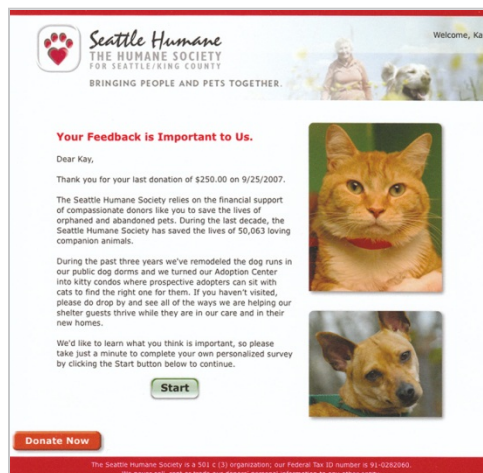 Seattle Humane
THE HUMANE SOCIETY
FOR SEATTLE/KING COUNTY
BRINGING PEOPLE AND PETS TOGETHER.
Welcome, Ka
Your Feedback is Important to Us.
Dear Kay,
Thank you for your last donation of $250.00 on 9/25/2007.
The Seattle Humane Society relies on the financial support
of compassionate donors like you to save the lives of
orphaned and abandoned pets. During the last decade, the
Seattle Humane Society has saved the lives of 50,063 loving
companion animals.
During the past three years we've remodeled the dog runs in
our public dog dorms and we turned our Adoption Center
into kitty condos where prospective adopters can sit with
cats to find the right one for them. If you haven't visited,
please do drop by and see all of the ways we are helping our
shelter guests thrive while they are in our care and in their
new homes.
We'd like to learn what you think is important, so please
take just a minute to complete your own personalized survey
by clicking the Start button below to continue.
Start
Donate Now
The Seattle Humane Society is a 501 c (3) organization; our Federal Tax ID number is 91-0282060.